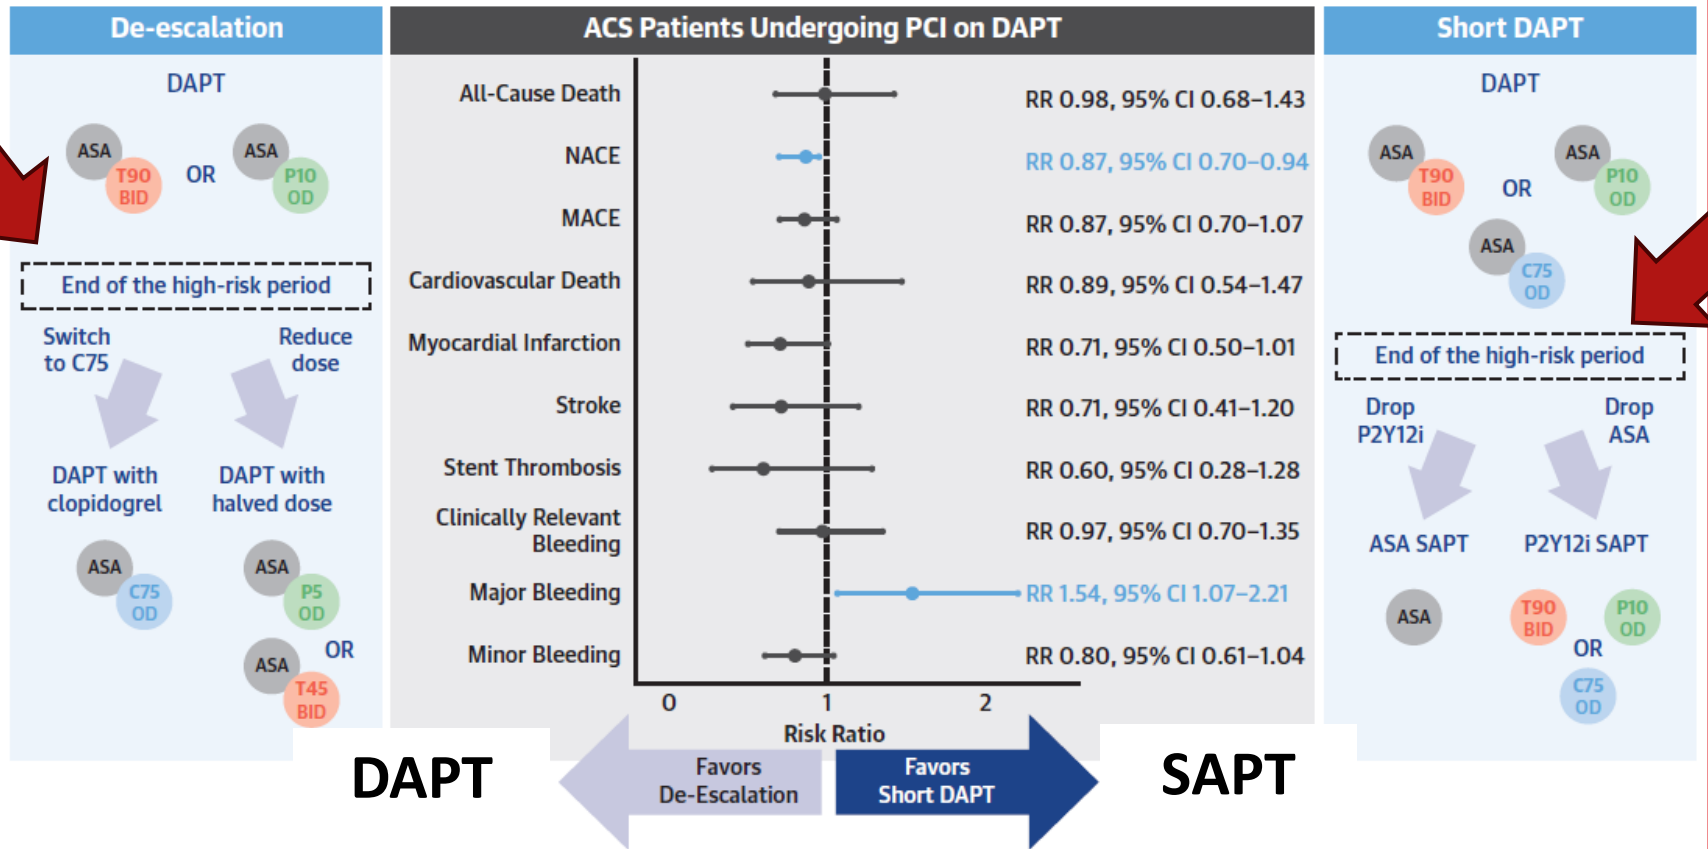 De-escalation
DAPT
ASA
T90
BID
OR
ASA
P10
OD
End of the high-risk period
Switch
to C75
Reduce
dose
DAPT with
clopidogrel
DAPT with
halved dose
ASA
C75
OD
ASA
P5
OD
OR
ASA
T45
BID
ACS Patients Undergoing PCI on DAPT
All-Cause Death RR 0.98, 95% CI 0.68–1.43
NACE RR 0.87, 95% CI 0.70–0.94
MACE RR 0.87, 95% CI 0.70–1.07
Cardiovascular Death RR 0.89, 95% CI 0.54–1.47
Myocardial Infarction RR 0.71, 95% CI 0.50–1.01
Stroke RR 0.71, 95% CI 0.41–1.20
Stent Thrombosis RR 0.60, 95% CI 0.28–1.28
Clinically Relevant
Bleeding RR 0.97, 95% CI 0.70–1.35
Major Bleeding RR 1.54, 95% CI 1.07–2.21
Minor Bleeding RR 0.80, 95% CI 0.61–1.04
0 1 2
Risk Ratio
DAPT
Favors
De-Escalation
Favors
Short DAPT
SAPT
Short DAPT
DAPT
ASA
T90
BID
OR
ASA
P10
OD
ASA
C75
OD
End of the high-risk period
Drop
P2Y12i
Drop
ASA
ASA SAPT
P2Y12i SAPT
ASA
T90
BID
P10
OD
OR
C75
OD